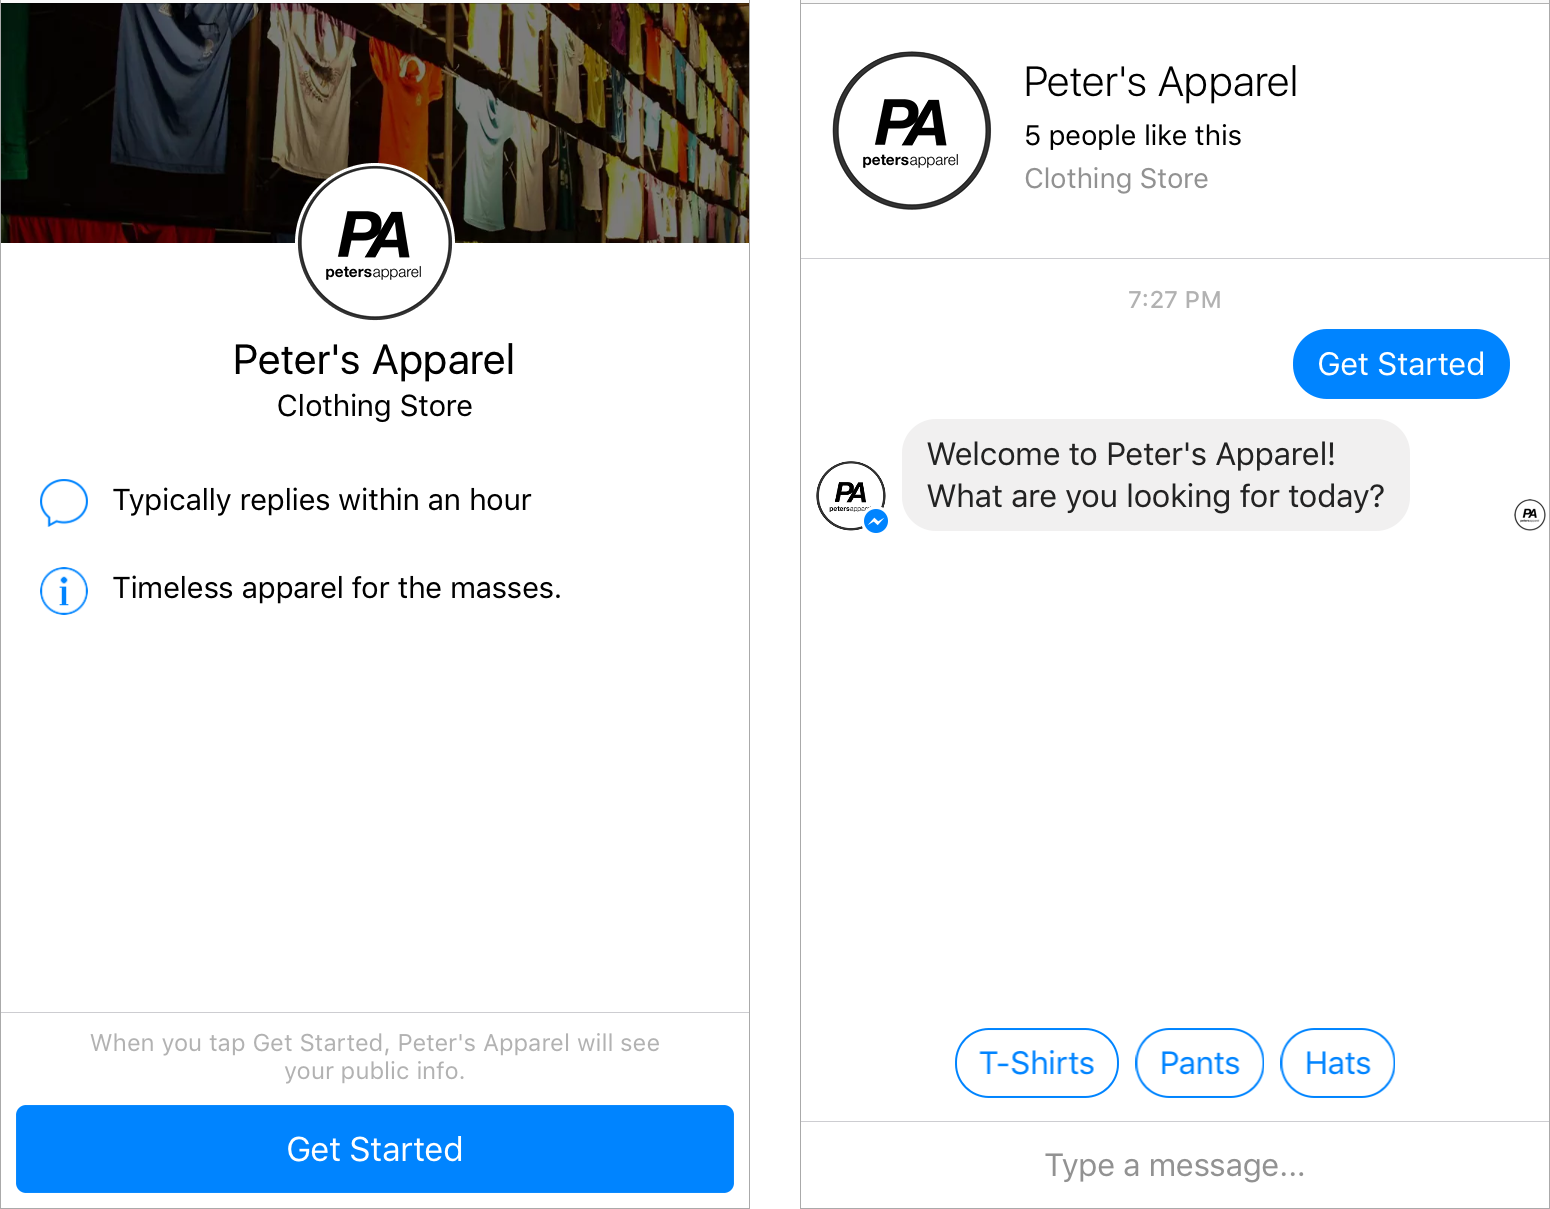 PA
petersapparel
Peter's Apparel
Clothing Store
Typically replies within an hour
i
Timeless apparel for the masses.
When you tap Get Started, Peter's Apparel will see
your public info.
Get Started
PA
petersapparel
Peter's Apparel
5 people like this
Clothing Store
7:27 PM
Get Started
Welcome to Peter's Apparel!
What are you looking for today?
PA
PA
T-Shirts
Pants
Hats
Type a message...